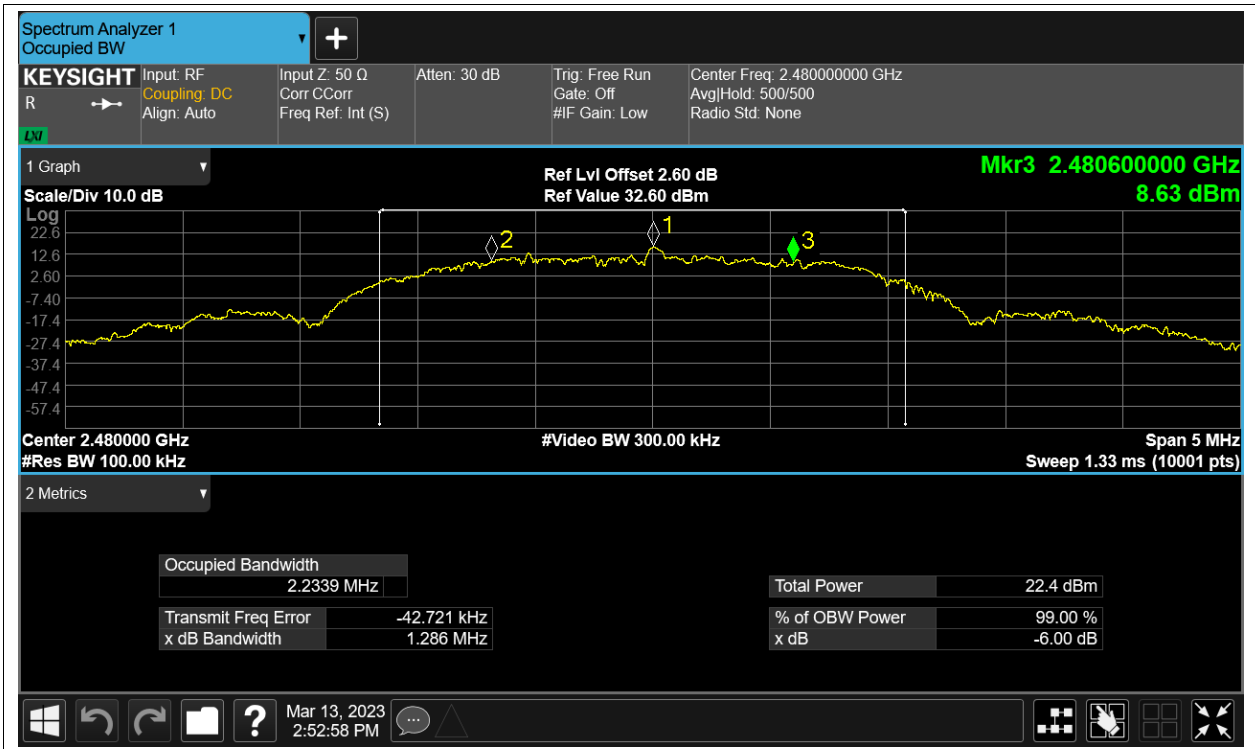 Spectrum Analyzer 1
Occupied BW
KEYSIGHT
R
LXI
Input: RF
Coupling: DC
Align: Auto
Input Z: 50 Ω
Corr CCorr
Freq Ref: Int (S)
Atten: 30 dB
Trig: Free Run
Gate: Off
#IF Gain: Low
Center Freq: 2.480000000 GHz
Avg|Hold: 500/500
Radio Std: None
1 Graph
Scale/Div 10.0 dB
Ref Lvl Offset 2.60 dB
Ref Value 32.60 dBm
Mkr3 2.480600000 GHz
8.63 dBm
Log
22.6
12.6
2.60
-7.40
-17.4
-27.4
-37.4
-47.4
-57.4
2
1
3
Center 2.480000 GHz
#Res BW 100.00 kHz
#Video BW 300.00 kHz
Span 5 MHz
Sweep 1.33 ms (10001 pts)
2 Metrics
Occupied Bandwidth
2.2339 MHz
Transmit Freq Error -42.721 kHz
x dB Bandwidth 1.286 MHz
Total Power 22.4 dBm
% of OBW Power 99.00 %
x dB -6.00 dB
?
Mar 13, 2023
2:52:58 PM